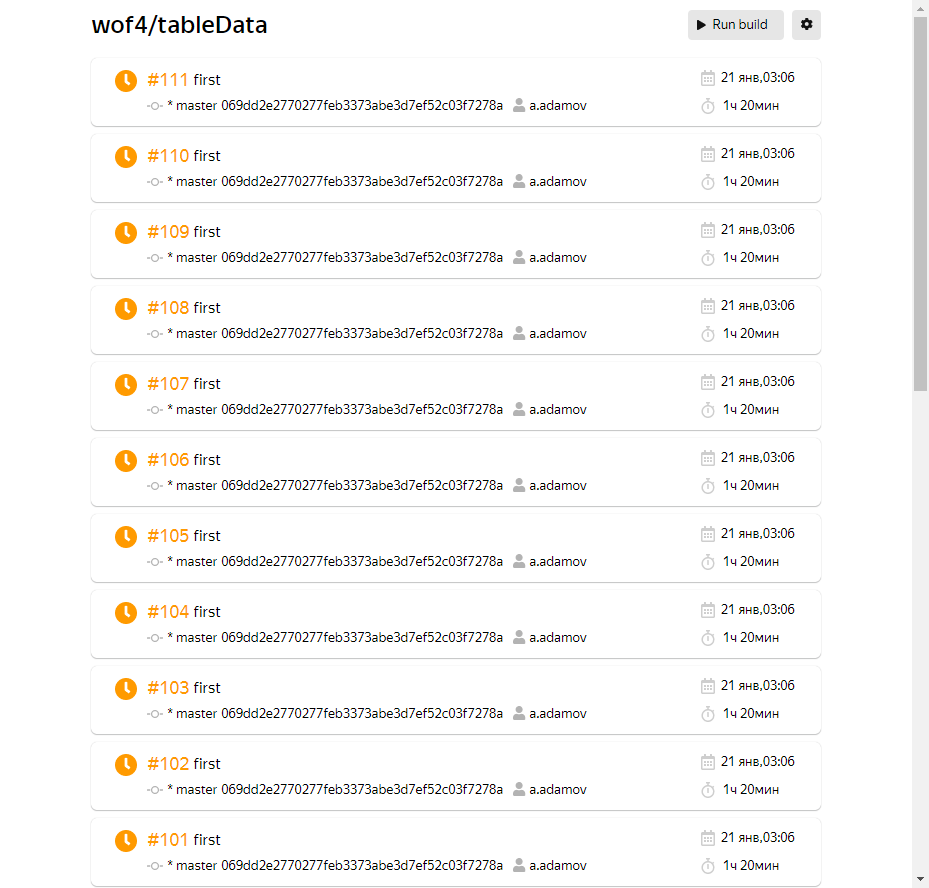 wof4/tableData
Run build
#111 first
21 янв,03:06
* master 069dd2e2770277feb3373abe3d7ef52c03f7278a a.adamov
1ч 20мин
#110 first
21 янв,03:06
* master 069dd2e2770277feb3373abe3d7ef52c03f7278a a.adamov
1ч 20мин
#109 first
21 янв,03:06
* master 069dd2e2770277feb3373abe3d7ef52c03f7278a a.adamov
1ч 20мин
#108 first
21 янв,03:06
* master 069dd2e2770277feb3373abe3d7ef52c03f7278a a.adamov
1ч 20мин
#107 first
21 янв,03:06
* master 069dd2e2770277feb3373abe3d7ef52c03f7278a a.adamov
1ч 20мин
#106 first
21 янв,03:06
* master 069dd2e2770277feb3373abe3d7ef52c03f7278a a.adamov
1ч 20мин
#105 first
21 янв,03:06
* master 069dd2e2770277feb3373abe3d7ef52c03f7278a a.adamov
1ч 20мин
#104 first
21 янв,03:06
* master 069dd2e2770277feb3373abe3d7ef52c03f7278a a.adamov
1ч 20мин
#103 first
21 янв,03:06
* master 069dd2e2770277feb3373abe3d7ef52c03f7278a a.adamov
1ч 20мин
#102 first
21 янв,03:06
* master 069dd2e2770277feb3373abe3d7ef52c03f7278a a.adamov
1ч 20мин
#101 first
21 янв,03:06
* master 069dd2e2770277feb3373abe3d7ef52c03f7278a a.adamov
1ч 20мин